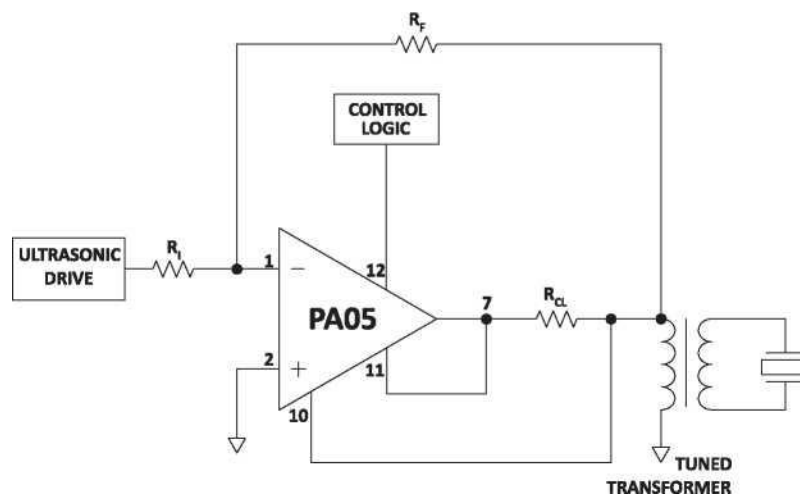 R_F
CONTROL
LOGIC
ULTRASONIC
DRIVE
R_I
1
−
12
PA05
7
R_CL
2
+
11
10
TUNED
TRANSFORMER